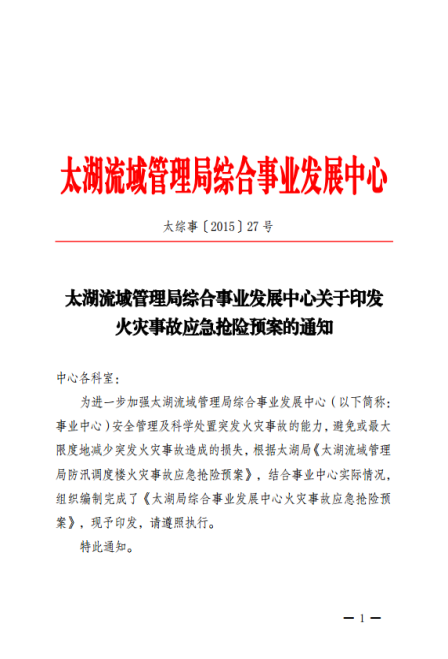 太湖流域管理局综合事业发展中心
太综事〔2015〕27号
太湖流域管理局综合事业发展中心关于印发
火灾事故应急抢险预案的通知
中心各科室：
为进一步加强太湖流域管理局综合事业发展中心（以下简称：
事业中心）安全管理及科学处置突发火灾事故的能力，避免或最大
限度地减少突发火灾事故造成的损失，根据太湖局《太湖流域管理
局防汛调度楼火灾事故应急抢险预案》，结合事业中心实际情况，
组织编制完成了《太湖局综合事业发展中心火灾事故应急抢险预
案》，现予印发，请遵照执行。
特此通知。
— 1 —